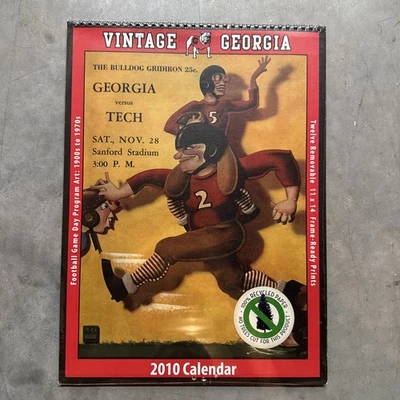 VINTAGE GEORGIA
THE BULLDOG GRIDIRON 25c.
GEORGIA
versus
TECH
SAT., NOV. 28
Sanford Stadium
3:00 P. M.
5
2
Football Game Day Program Art: 1900s to 1970s
Twelve Removable 11 x 14 Frame-Ready Prints
100% RECYCLED PAPER
NO TREES CUT FOR THIS PRODUCT
2010 Calendar